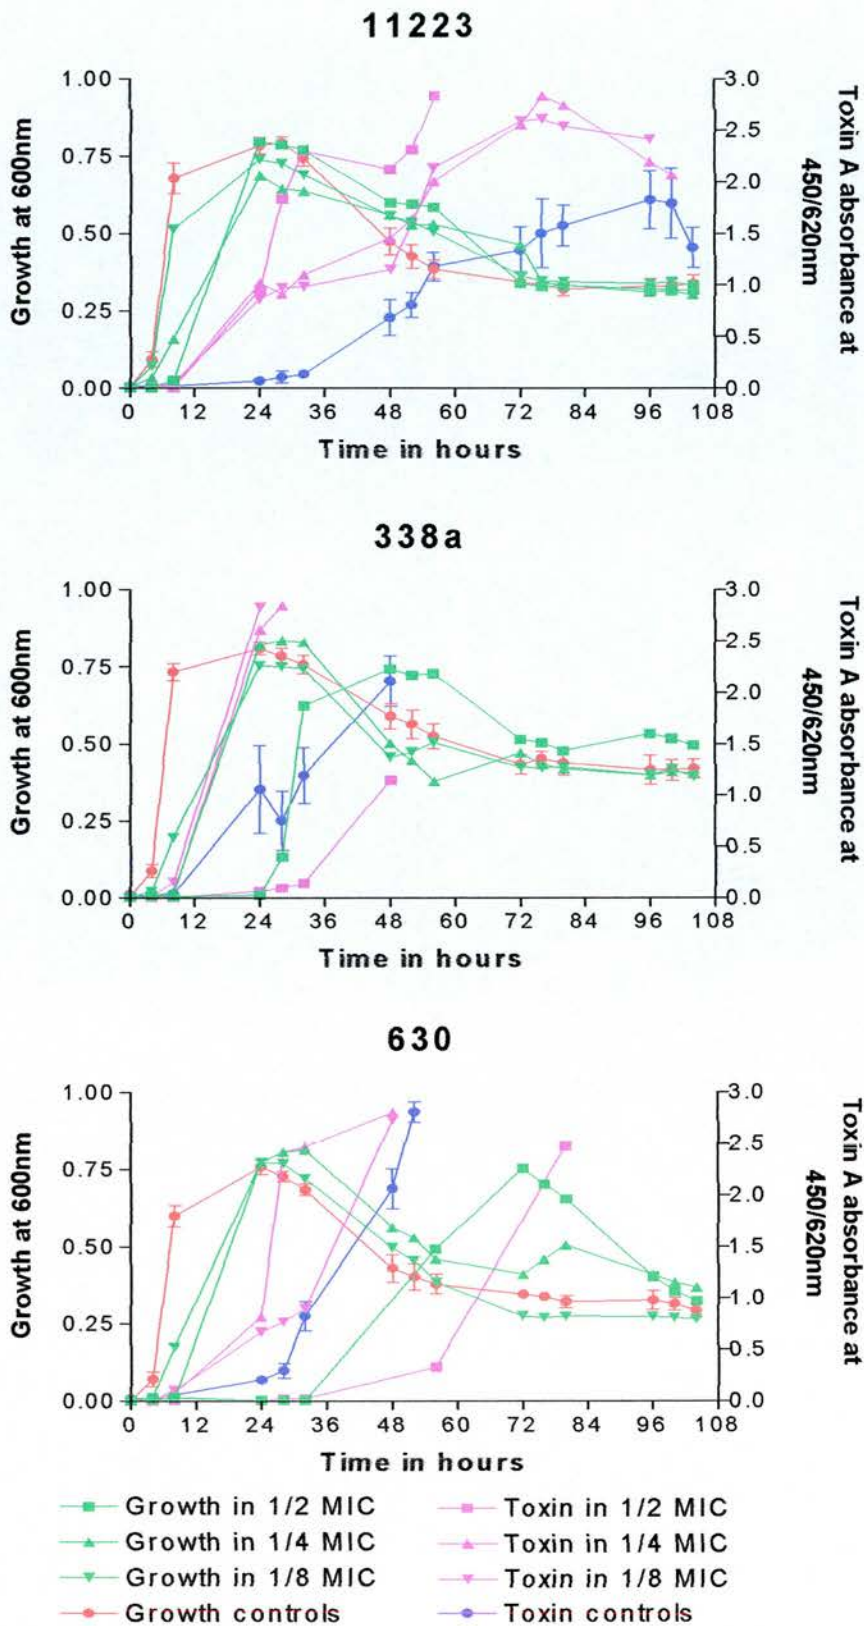 11223
1.00
0.75
0.50
0.25
0.00
3.0
2.5
2.0
1.5
1.0
0.5
0.0
0 12 24 36 48 60 72 84 96 108
Growth at 600nm
Toxin A absorbance at
450/620nm
Time in hours
338a
1.00
0.75
0.50
0.25
0.00
3.0
2.5
2.0
1.5
1.0
0.5
0.0
0 12 24 36 48 60 72 84 96 108
Growth at 600nm
Toxin A absorbance at
450/620nm
Time in hours
630
1.00
0.75
0.50
0.25
0.00
3.0
2.5
2.0
1.5
1.0
0.5
0.0
0 12 24 36 48 60 72 84 96 108
Growth at 600nm
Toxin A absorbance at
450/620nm
Time in hours
Growth in 1/2 MIC Toxin in 1/2 MIC
Growth in 1/4 MIC Toxin in 1/4 MIC
Growth in 1/8 MIC Toxin in 1/8 MIC
Growth controls Toxin controls